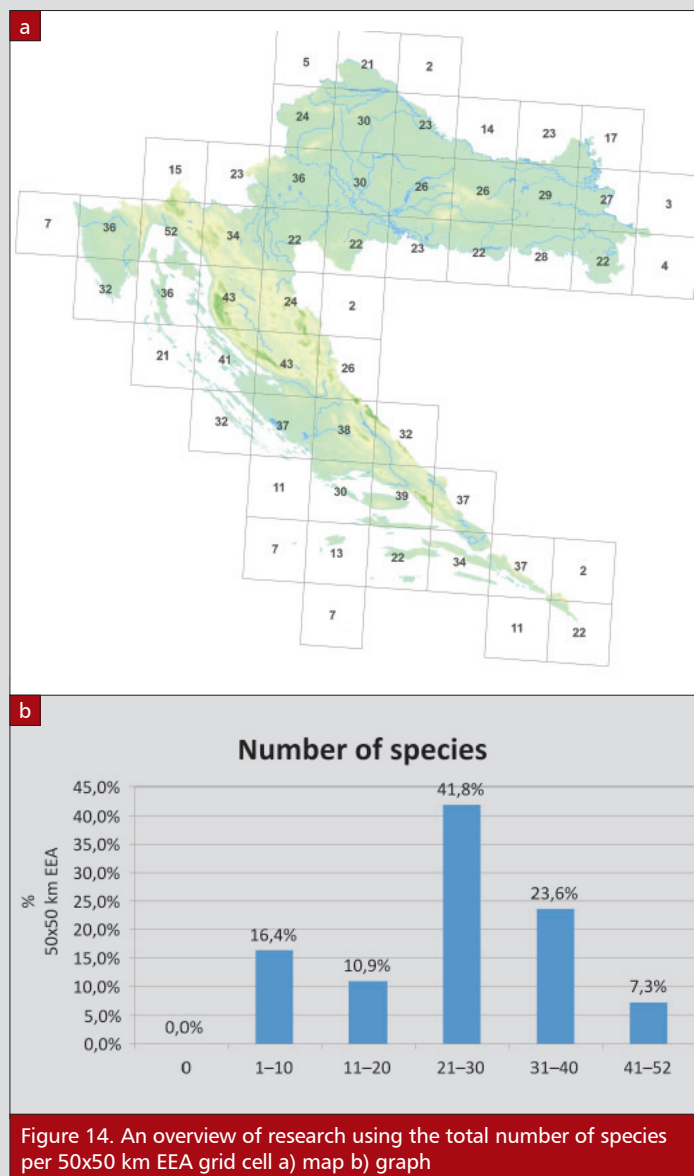 a
5 21 2
24 30 23 14 23 17
15 23 36 30 26 26 29 27 3
7 36 52 34 22 22 23 22 28 22 4
32 36 43 24 2
21 41 43 26
32 37 38 32
11 30 39 37
7 13 22 34 37 2
7 11 22
b
Number of species
%
50x50 km EEA
45,0%
40,0%
35,0%
30,0%
25,0%
20,0%
15,0%
10,0%
5,0%
0,0%
0,0%
16,4%
10,9%
41,8%
23,6%
7,3%
0 1–10 11–20 21–30 31–40 41–52
Figure 14. An overview of research using the total number of species
per 50x50 km EEA grid cell a) map b) graph